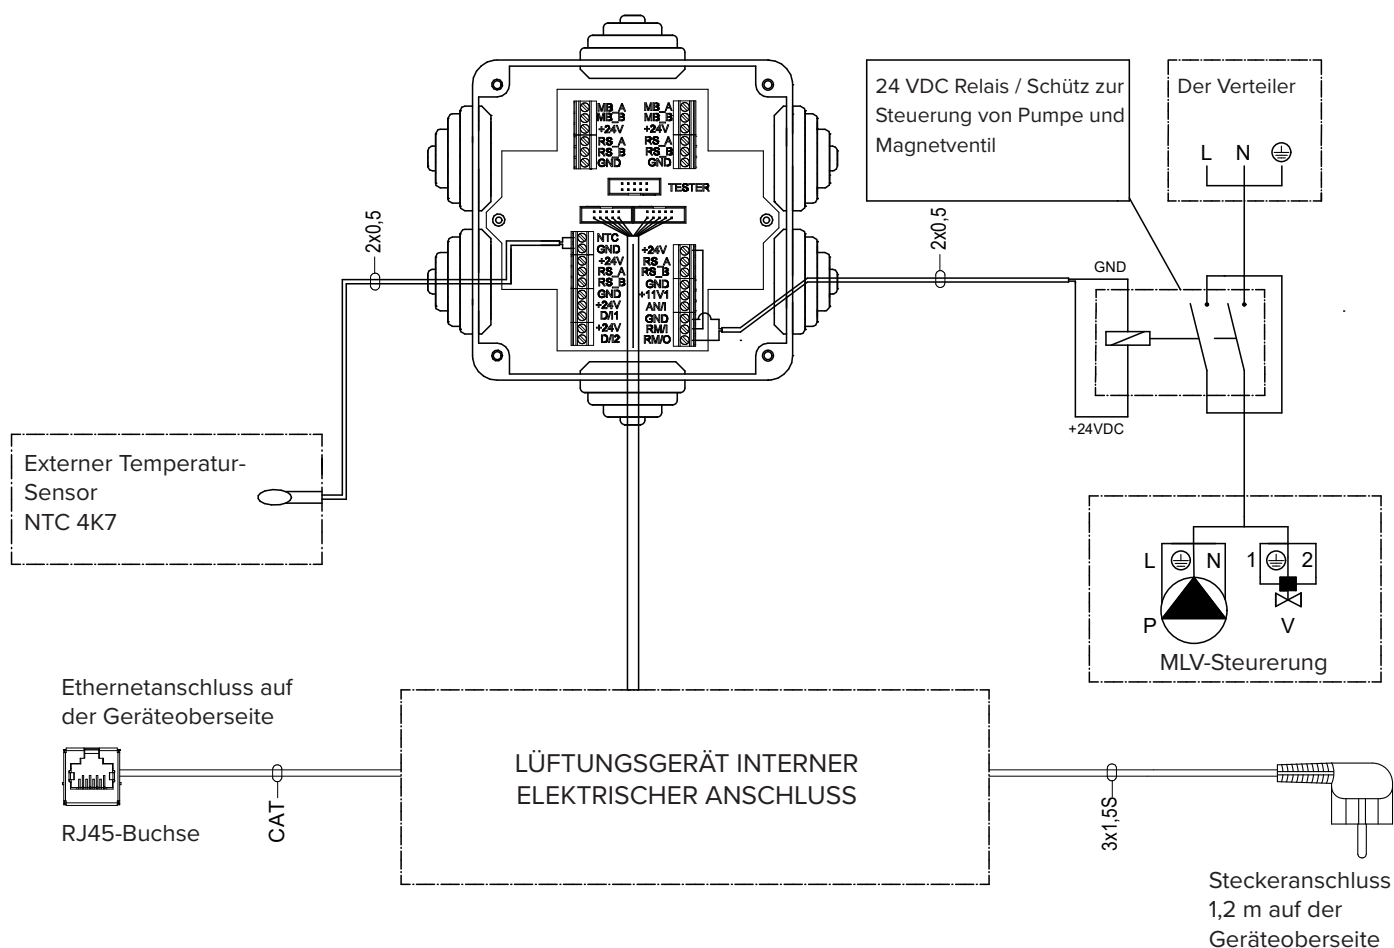 MB_A
MB_B
+24V
RS_A
RS_B
GND
MB_A
MB_B
+24V
RS_A
RS_B
GND
TESTER
NTC
GND
+24V
RS_A
RS_B
GND
+24V
D/I1
+24V
D/I2
+24V
RS_A
RS_B
GND
+11V1
AN/I
GND
RM/I
RM/O
2x0,5
2x0,5
24 VDC Relais / Schütz zur
Steuerung von Pumpe und
Magnetventil
Der Verteiler
L N
GND
+24VDC
Externer Temperatur-
Sensor
NTC 4K7
L N 1 2
P V
MLV-Steurerung
Ethernetanschluss auf
der Geräteoberseite
RJ45-Buchse
CAT
LÜFTUNGSGERÄT INTERNER
ELEKTRISCHER ANSCHLUSS
3x1,5S
Steckeranschluss
1,2 m auf der
Geräteoberseite